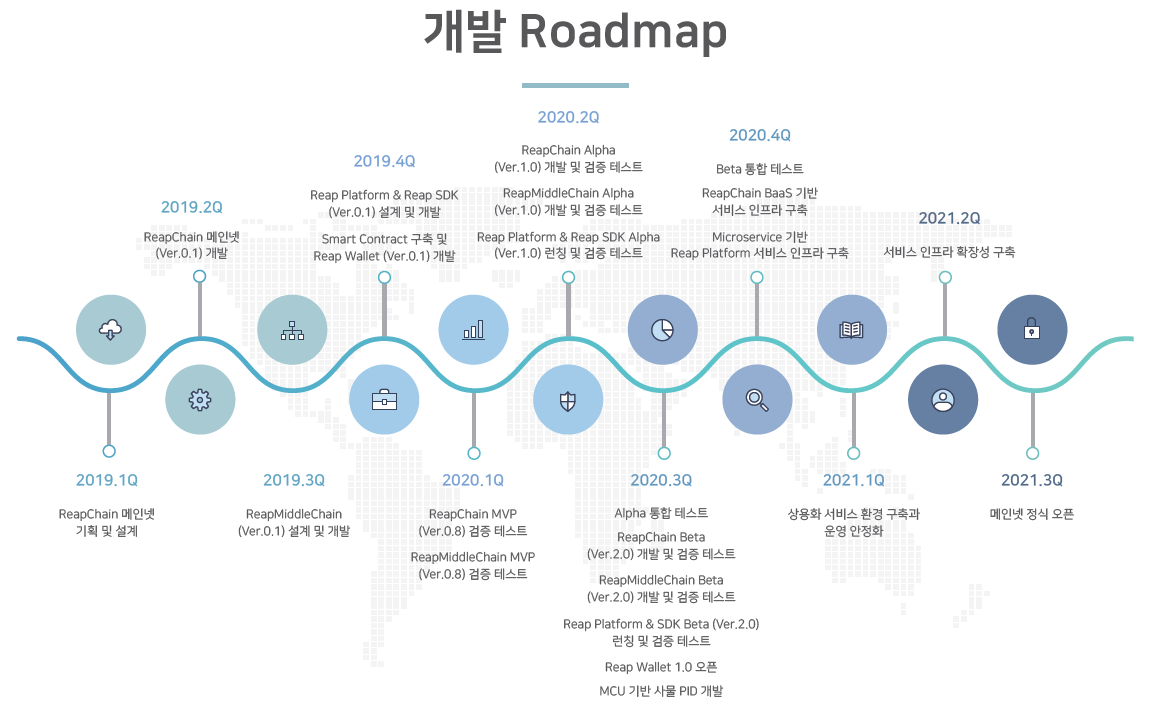 개발 Roadmap
2019.1Q
ReapChain 메인넷
기획 및 설계
2019.2Q
ReapChain 메인넷
(Ver.0.1) 개발
2019.3Q
ReapMiddleChain
(Ver.0.1) 설계 및 개발
2019.4Q
Reap Platform & Reap SDK
(Ver.0.1) 설계 및 개발
Smart Contract 구축 및
Reap Wallet (Ver.0.1) 개발
2020.1Q
ReapChain MVP
(Ver.0.8) 검증 테스트
ReapMiddleChain MVP
(Ver.0.8) 검증 테스트
2020.2Q
ReapChain Alpha
(Ver.1.0) 개발 및 검증 테스트
ReapMiddleChain Alpha
(Ver.1.0) 개발 및 검증 테스트
Reap Platform & Reap SDK Alpha
(Ver.1.0) 런칭 및 검증 테스트
2020.3Q
Alpha 통합 테스트
ReapChain Beta
(Ver.2.0) 개발 및 검증 테스트
ReapMiddleChain Beta
(Ver.2.0) 개발 및 검증 테스트
Reap Platform & SDK Beta (Ver.2.0)
런칭 및 검증 테스트
Reap Wallet 1.0 오픈
MCU 기반 사물 PID 개발
2020.4Q
Beta 통합 테스트
ReapChain BaaS 기반
서비스 인프라 구축
Microservice 기반
Reap Platform 서비스 인프라 구축
2021.1Q
상용화 서비스 환경 구축과
운영 안정화
2021.2Q
서비스 인프라 확장성 구축
2021.3Q
메인넷 정식 오픈